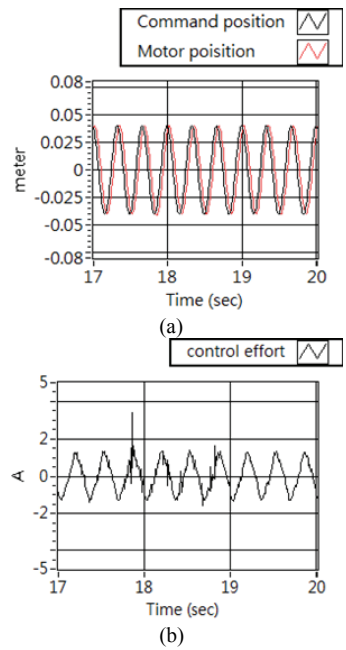 Command position
Motor poisition
0.08
0.05
0.025
0
-0.025
-0.05
-0.08
meter
17 18 19 20
Time (sec)
(a)
control effort
5
2
0
-2
-5
A
17 18 19 20
Time (sec)
(b)